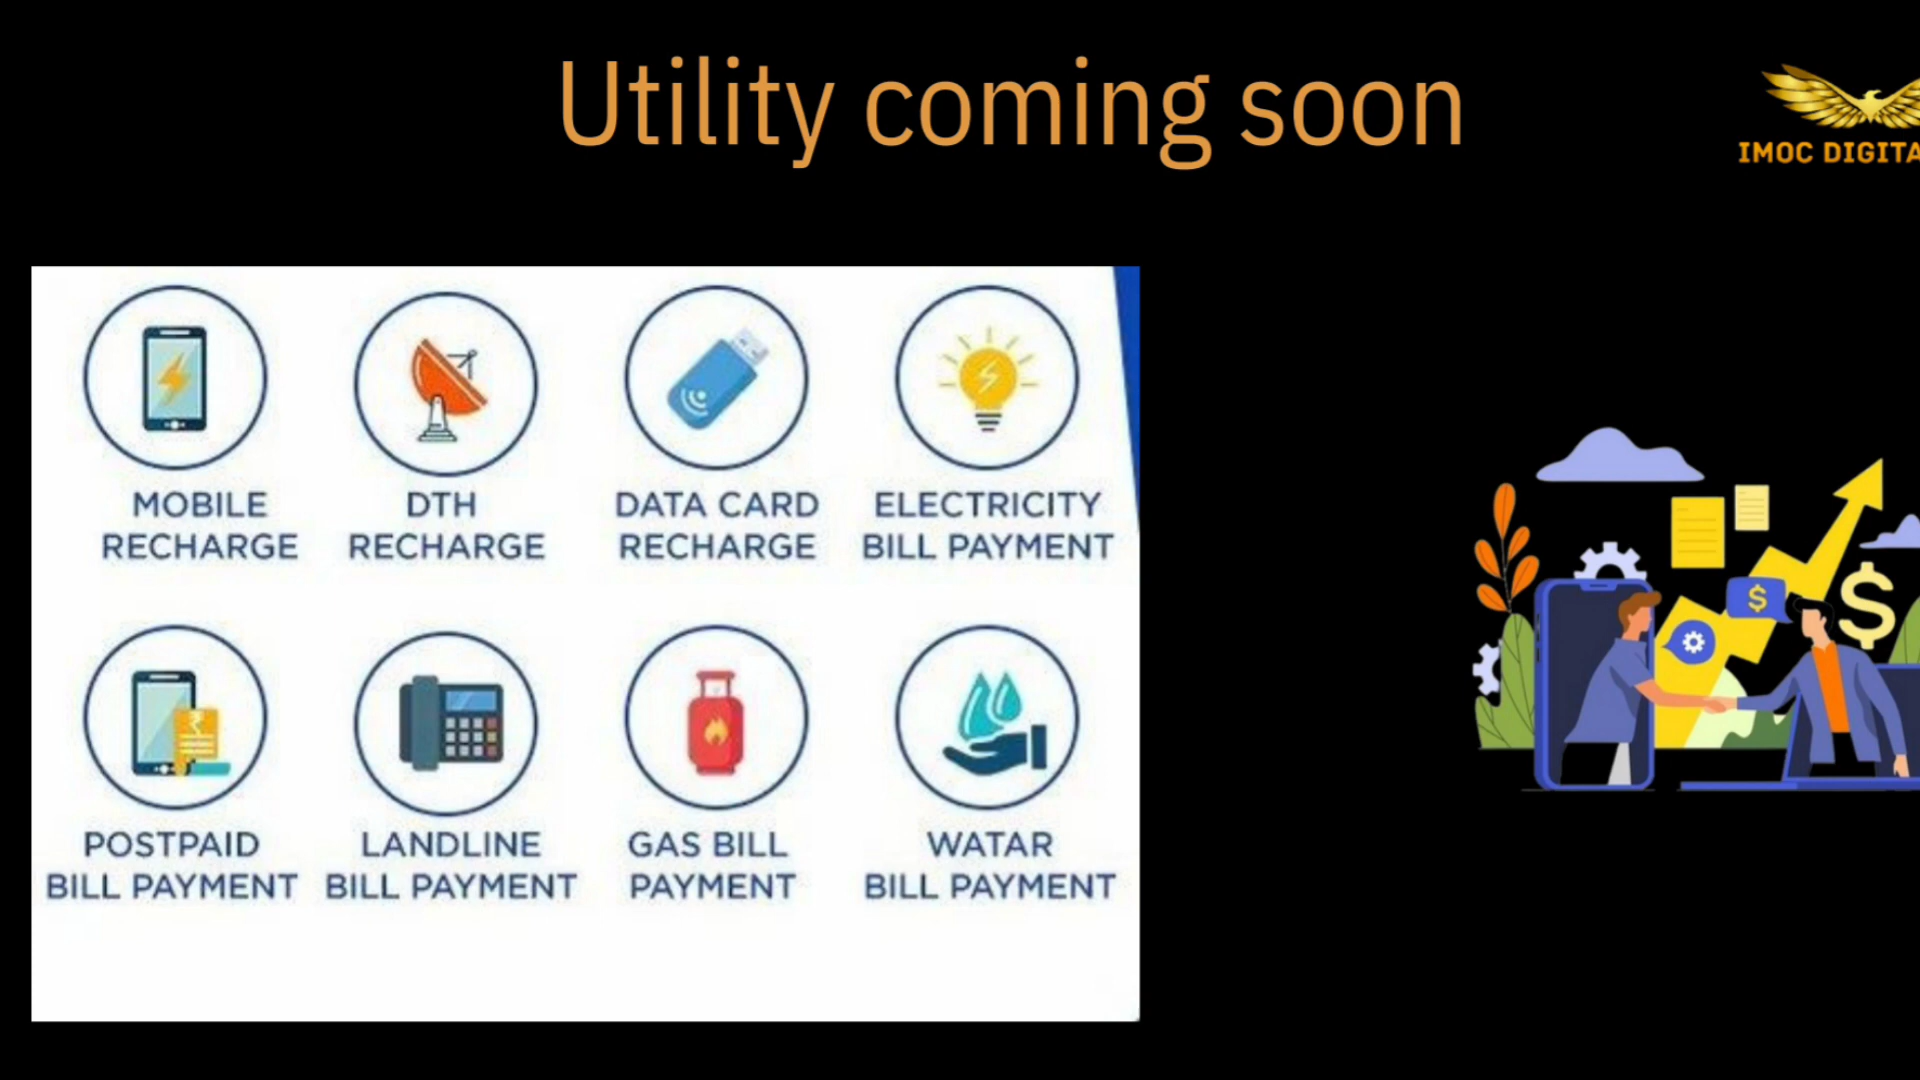 Utility coming soon
IMOC DIGITA
MOBILE
RECHARGE
DTH
RECHARGE
DATA CARD
RECHARGE
ELECTRICITY
BILL PAYMENT
POSTPAID
BILL PAYMENT
LANDLINE
BILL PAYMENT
GAS BILL
PAYMENT
WATAR
BILL PAYMENT
$
$
₹